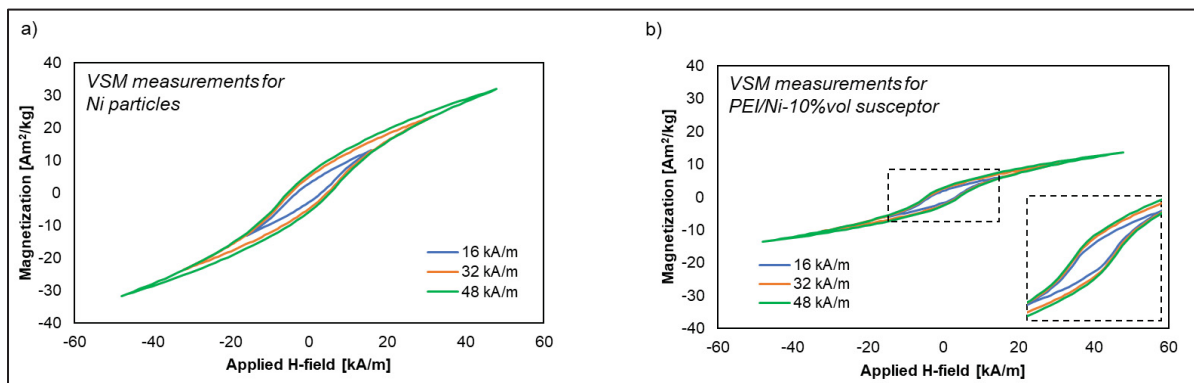 a)
VSM measurements for
Ni particles
Magnetization [Am²/kg]
40
30
20
10
0
-10
-20
-30
-40
-60
-40
-20
0
20
40
60
Applied H-field [kA/m]
16 kA/m
32 kA/m
48 kA/m
b)
VSM measurements for
PEI/Ni-10%vol susceptor
Magnetization [Am²/kg]
40
30
20
10
0
-10
-20
-30
-40
-60
-40
-20
0
20
40
60
Applied H-field [kA/m]
16 kA/m
32 kA/m
48 kA/m